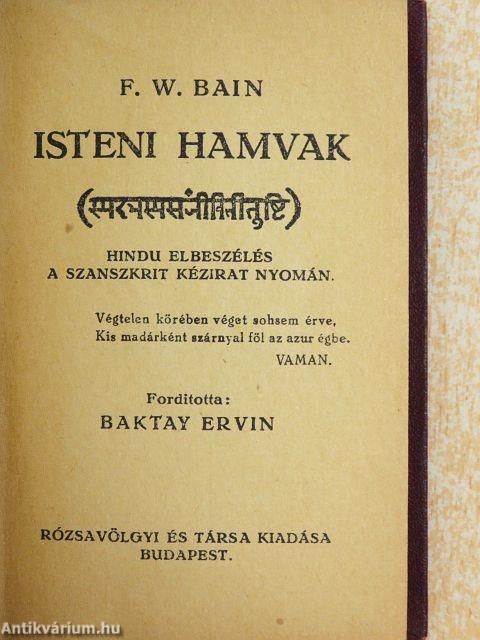 F. W. BAIN
ISTENI HAMVAK
HINDU ELBESZÉLÉS
A SZANSZKRIT KÉZIRAT NYOMÁN.
Végtelen körében véget sohsem érve,
Kis madárként szárnyal föl az azur égbe.
VAMAN.
Forditotta:
BAKTAY ERVIN
RÓZSAVÖLGYI ÉS TÁRSA KIADÁSA
BUDAPEST.
Antikvárium.hu